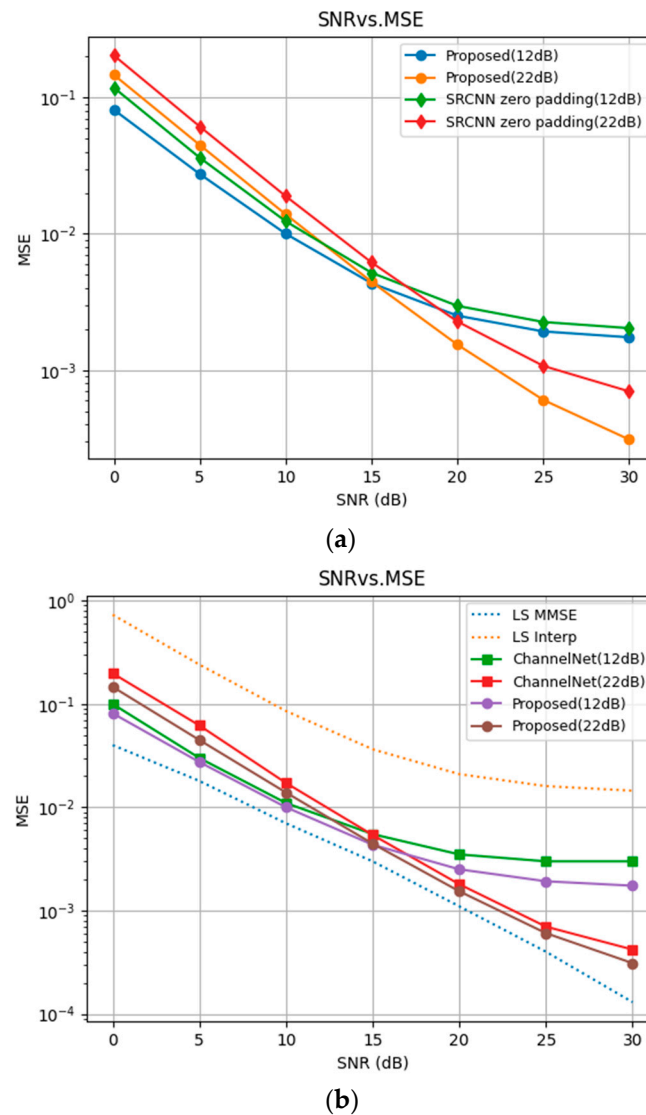 SNRvs.MSE
Proposed(12dB)
Proposed(22dB)
SRCNN zero padding(12dB)
SRCNN zero padding(22dB)
10⁻¹
10⁻²
10⁻³
MSE
0 5 10 15 20 25 30
SNR (dB)
(a)
SNRvs.MSE
LS MMSE
LS Interp
ChannelNet(12dB)
ChannelNet(22dB)
Proposed(12dB)
Proposed(22dB)
10⁰
10⁻¹
10⁻²
10⁻³
10⁻⁴
MSE
0 5 10 15 20 25 30
SNR (dB)
(b)